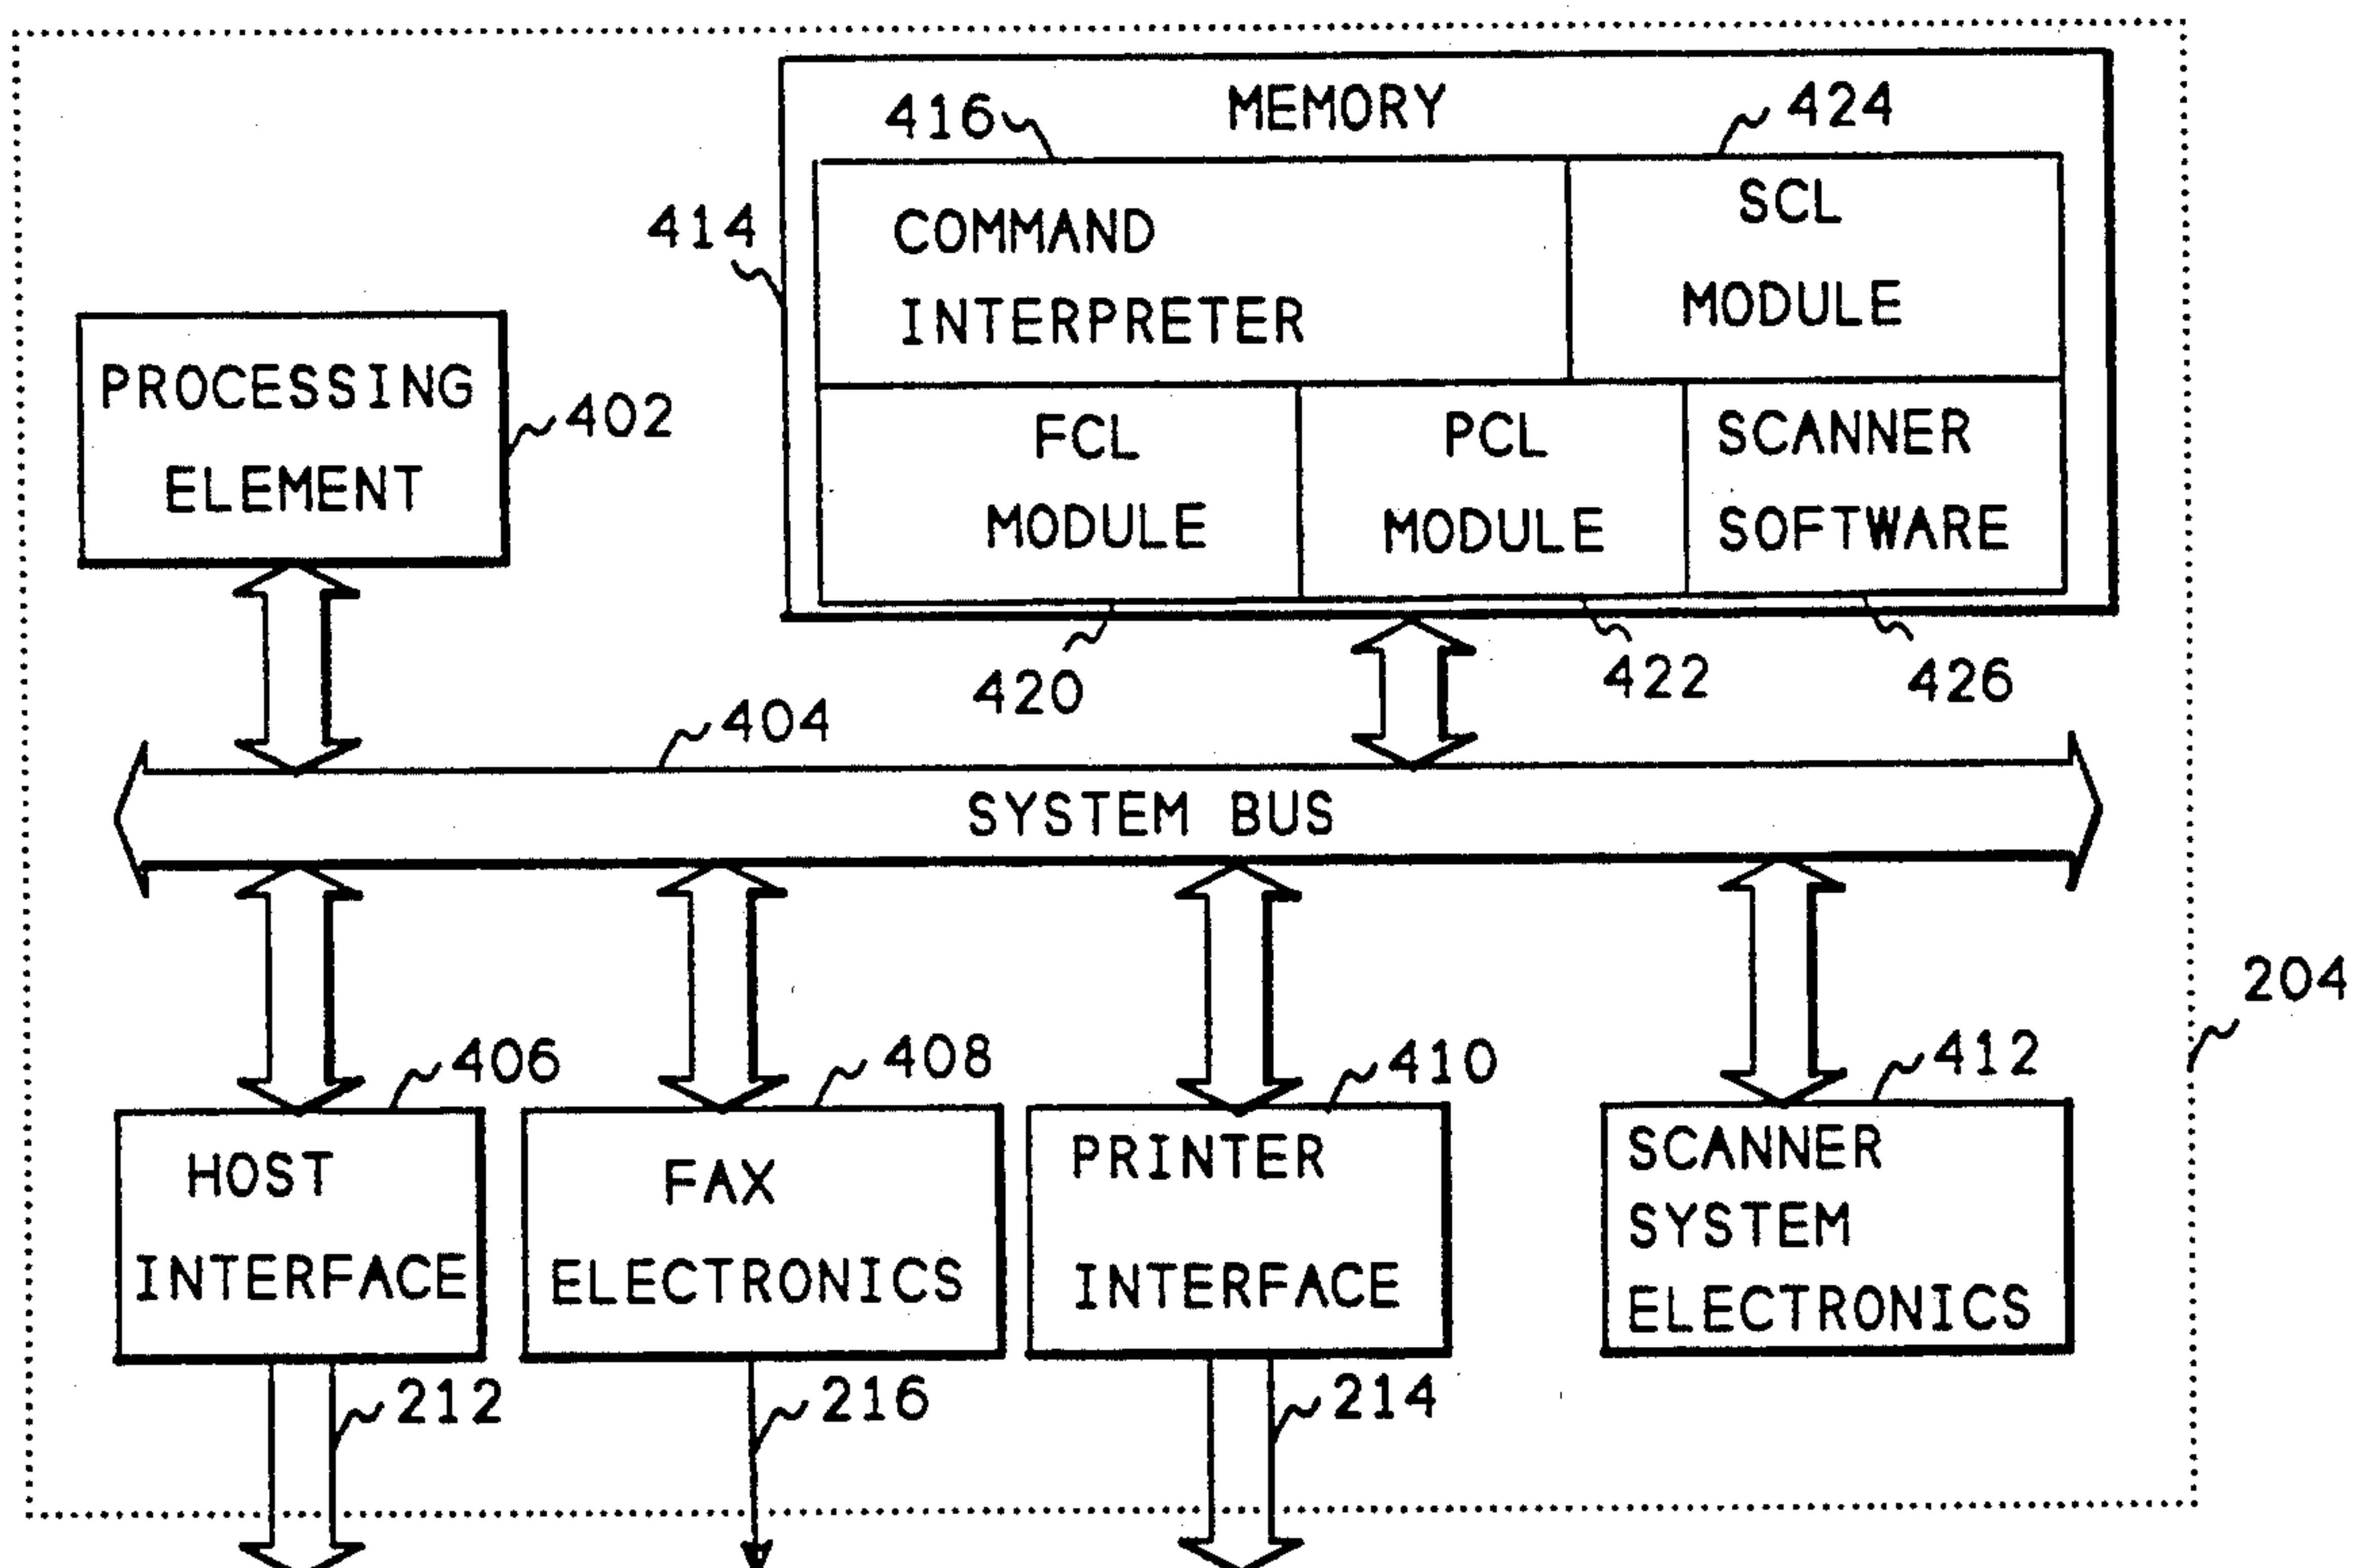 MEMORY
416
424
COMMAND
INTERPRETER
SCL
MODULE
414
PROCESSING
ELEMENT
402
FCL
MODULE
PCL
MODULE
SCANNER
SOFTWARE
420
422
426
404
SYSTEM BUS
204
406
408
410
412
HOST
INTERFACE
FAX
ELECTRONICS
PRINTER
INTERFACE
SCANNER
SYSTEM
ELECTRONICS
212
216
214